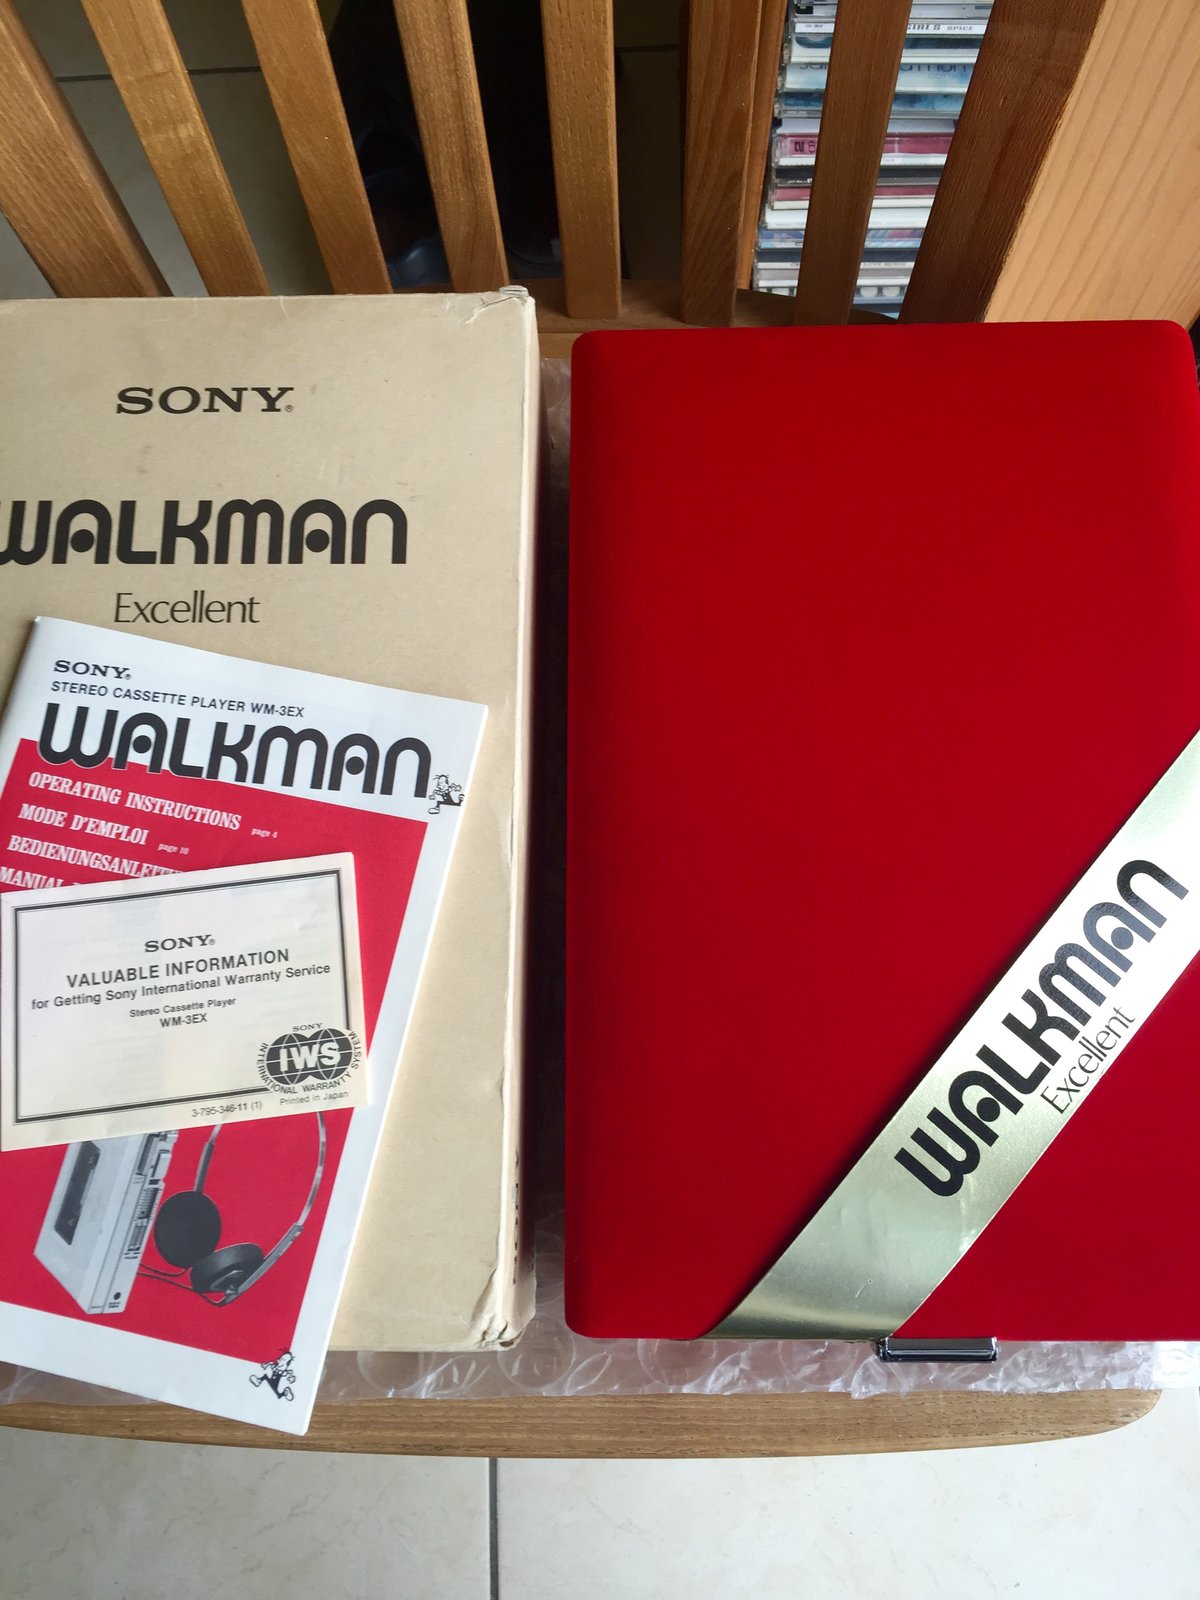 SONY®
WALKMAN
Excellent
SONY®
STEREO CASSETTE PLAYER WM-3EX
WALKMAN
OPERATING INSTRUCTIONS page 4
MODE D'EMPLOI page 10
MANUAL
SONY®
VALUABLE INFORMATION
for Getting Sony International Warranty Service
Stereo Cassette Player
WM-3EX
SONY
IWS
INTERNATIONAL WARRANTY SYSTEM
Printed in Japan
3-795-346-11 (1)
WALKMAN
Excellent
SPICE